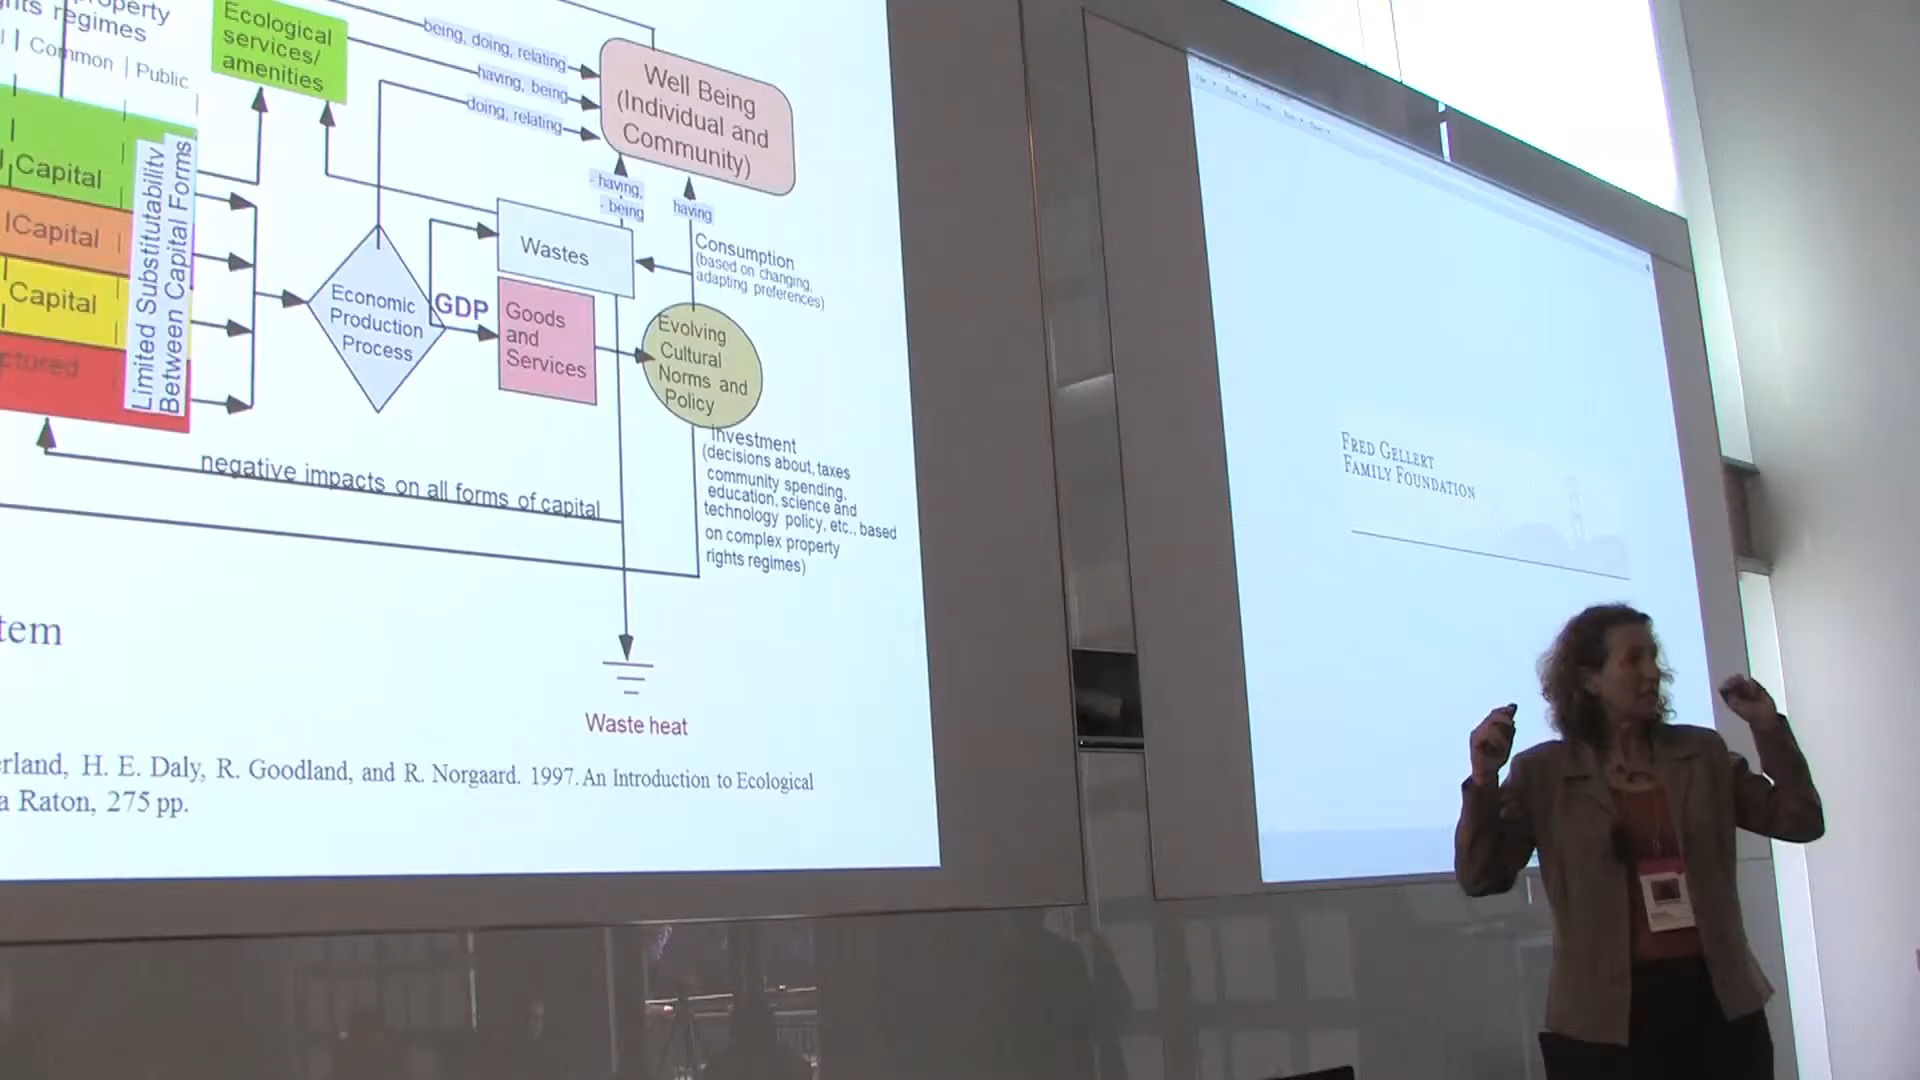 operty
hts regimes
Common | Public
Ecological
services/
amenities
being, doing, relating
having, being
doing, relating
Well Being
(Individual and
Community)
- having,
- being
having
Capital
lCapital
Capital
ctured
Limited Substitutability
Between Capital Forms
Economic
Production
Process
GDP
Wastes
Goods
and
Services
Consumption
(based on changing,
adapting preferences)
Evolving
Cultural
Norms and
Policy
Investment
(decisions about, taxes
community spending,
education, science and
technology policy, etc., based
on complex property
rights regimes)
negative impacts on all forms of capital
Waste heat
tem
erland, H. E. Daly, R. Goodland, and R. Norgaard. 1997. An Introduction to Ecological
a Raton, 275 pp.
FRED GELLERT
FAMILY FOUNDATION